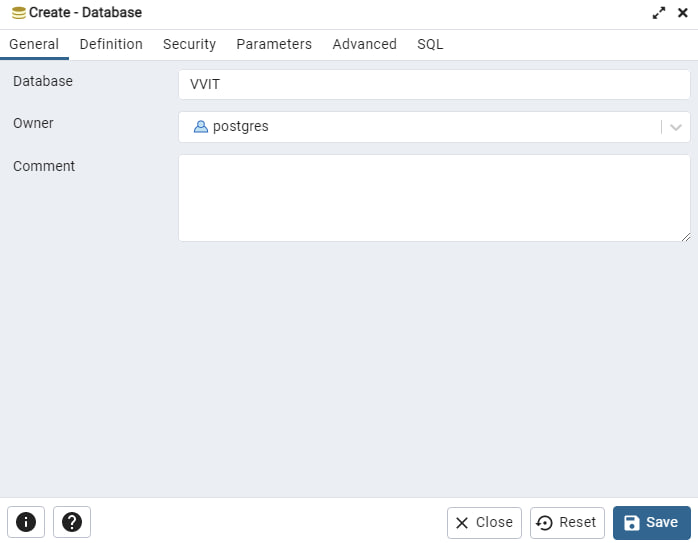 Create - Database
General Definition Security Parameters Advanced SQL
Database VVIT
Owner postgres
Comment
Close Reset Save